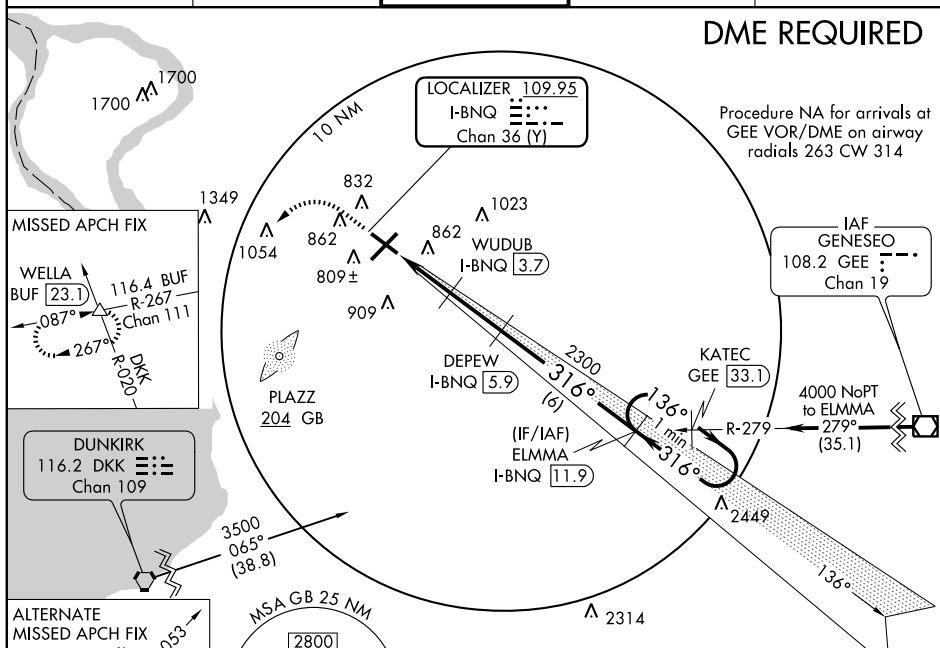 DME REQUIRED
1700
1700
LOCALIZER 109.95
I-BNQ
Chan 36 (Y)
10 NM
Procedure NA for arrivals at
GEE VOR/DME on airway
radials 263 CW 314
1349
832
1023
862
862
1054
809±
909
MISSED APCH FIX
WELLA
BUF 23.1
116.4 BUF
R-267
Chan 111
087°
267°
DKK
R-020
WUDUB
I-BNQ 3.7
IAF
GENESEO
108.2 GEE
Chan 19
DEPEW
I-BNQ 5.9
2300
316°
(6)
KATEC
GEE 33.1
136°
1 min
316°
R-279
4000 NoPT
to ELMMA
279°
(35.1)
(IF/IAF)
ELMMA
I-BNQ 11.9
PLAZZ
204 GB
DUNKIRK
116.2 DKK
Chan 109
3500
065°
(38.8)
2449
136°
2314
ALTERNATE
MISSED APCH FIX
053
MSA GB 25 NM
2800